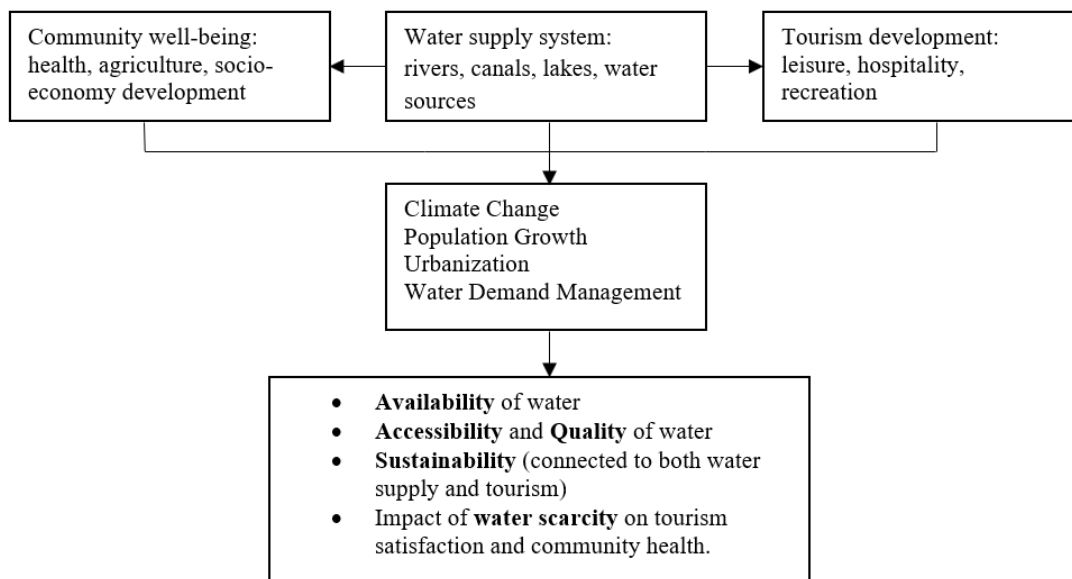 Community well-being:
health, agriculture, socio-
economy development
Water supply system:
rivers, canals, lakes, water
sources
Tourism development:
leisure, hospitality,
recreation
Climate Change
Population Growth
Urbanization
Water Demand Management
• Availability of water
• Accessibility and Quality of water
• Sustainability (connected to both water
supply and tourism)
• Impact of water scarcity on tourism
satisfaction and community health.